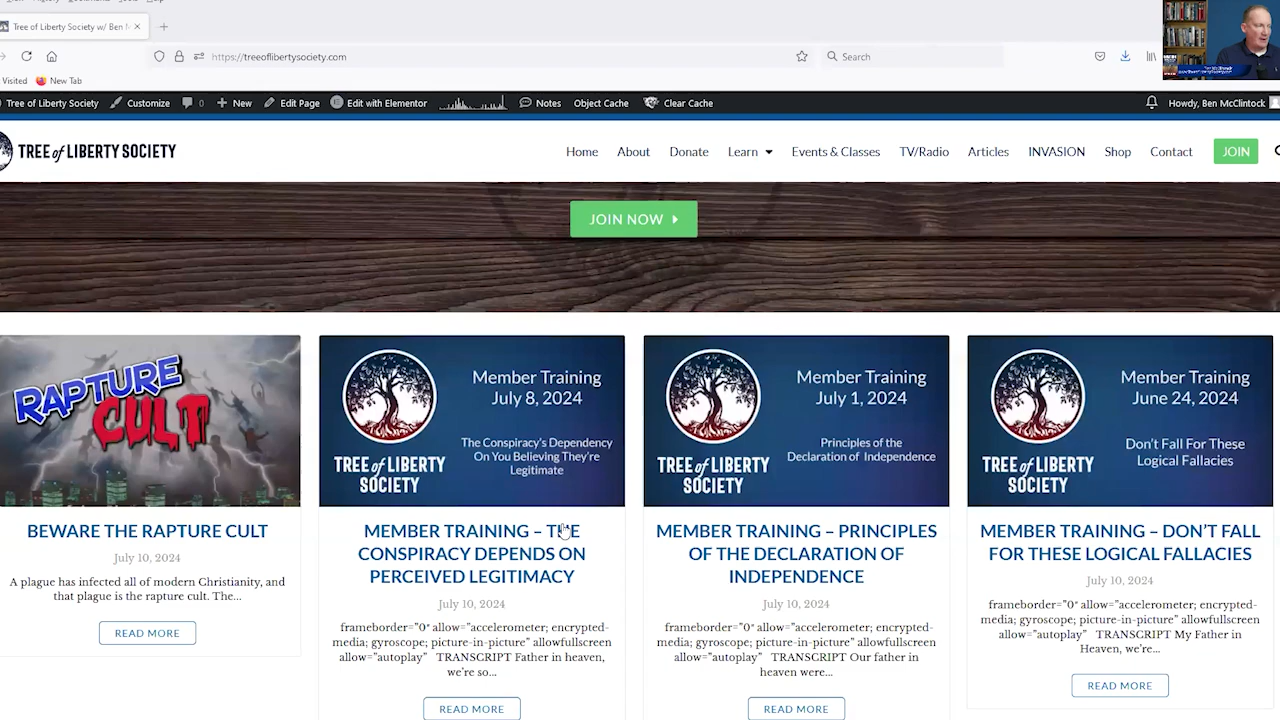 Tree of Liberty Society w/ Ben M
https://treeoflibertysociety.com
Search
Visited
New Tab
Tree of Liberty Society
Customize
0
New
Edit Page
Edit with Elementor
Notes
Object Cache
Clear Cache
Howdy, Ben McClintock
TREE of LIBERTY SOCIETY
Home
About
Donate
Learn
Events & Classes
TV/Radio
Articles
INVASION
Shop
Contact
JOIN
JOIN NOW
RAPTURE
CULT
BEWARE THE RAPTURE CULT
July 10, 2024
A plague has infected all of modern Christianity, and
that plague is the rapture cult. The...
READ MORE
Member Training
July 8, 2024
The Conspiracy's Dependency
On You Believing They're
Legitimate
TREE of LIBERTY
SOCIETY
MEMBER TRAINING – THE
CONSPIRACY DEPENDS ON
PERCEIVED LEGITIMACY
July 10, 2024
frameborder="0″ allow="accelerometer; encrypted-
media; gyroscope; picture-in-picture" allowfullscreen
allow="autoplay" TRANSCRIPT Father in heaven,
we're so...
READ MORE
Member Training
July 1, 2024
Principles of the
Declaration of Independence
TREE of LIBERTY
SOCIETY
MEMBER TRAINING – PRINCIPLES
OF THE DECLARATION OF
INDEPENDENCE
July 10, 2024
frameborder="0″ allow="accelerometer; encrypted-
media; gyroscope; picture-in-picture" allowfullscreen
allow="autoplay" TRANSCRIPT Our father in
heaven were...
READ MORE
Member Training
June 24, 2024
Don't Fall For These
Logical Fallacies
TREE of LIBERTY
SOCIETY
MEMBER TRAINING – DON'T FALL
FOR THESE LOGICAL FALLACIES
July 10, 2024
frameborder="0″ allow="accelerometer; encrypted-
media; gyroscope; picture-in-picture" allowfullscreen
allow="autoplay" TRANSCRIPT My Father in
Heaven, we're...
READ MORE